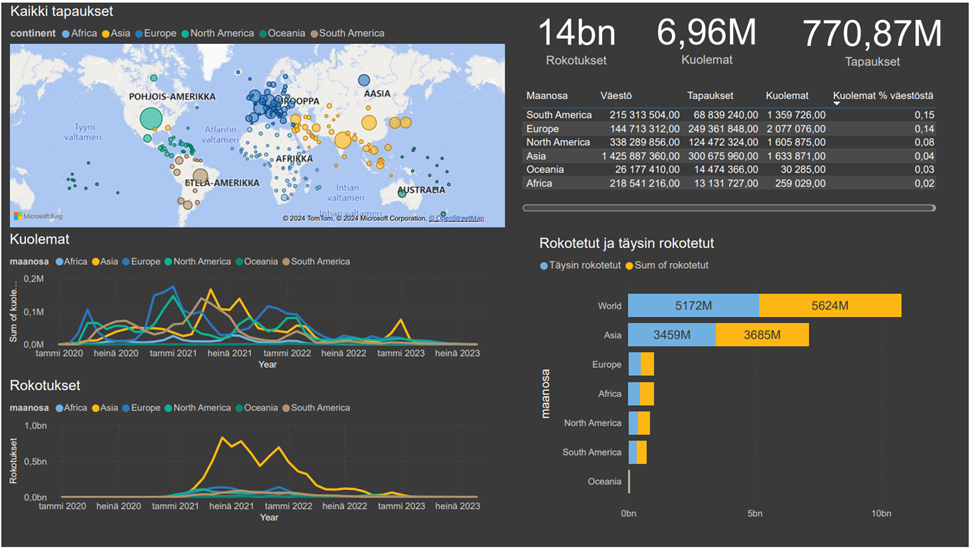 Kaikki tapaukset
continent Africa Asia Europe North America Oceania South America
POHJOIS-AMERIKKA
EUROOPPA
AASIA
Tyyni
valtameri
Atlantin
valtameri
AFRIKKA
ETELÄ-AMERIKKA
Intian
valtameri
AUSTRALIA
Intian valtameri
Microsoft Bing
© 2024 TomTom, © 2024 Microsoft Corporation, © OpenStreetMap
14bn
Rokotukset
6,96M
Kuolemat
770,87M
Tapaukset
Maanosa Väestö Tapaukset Kuolemat Kuolemat % väestöstä
South America 215 313 504,00 68 839 240,00 1 359 726,00 0,15
Europe 144 713 312,00 249 361 848,00 2 077 076,00 0,14
North America 338 289 856,00 124 472 324,00 1 605 875,00 0,08
Asia 1 425 887 360,00 300 675 960,00 1 633 871,00 0,04
Oceania 26 177 410,00 14 474 366,00 30 285,00 0,03
Africa 218 541 216,00 13 131 727,00 259 029,00 0,02
Kuolemat
maanosa Africa Asia Europe North America Oceania South America
Sum of kuole...
0,2M
0,1M
0,0M
tammi 2020 heinä 2020 tammi 2021 heinä 2021 tammi 2022 heinä 2022 tammi 2023 heinä 2023
Year
Rokotukset
maanosa Africa Asia Europe North America Oceania South America
Rokotukset
1,0bn
0,5bn
0,0bn
tammi 2020 heinä 2020 tammi 2021 heinä 2021 tammi 2022 heinä 2022 tammi 2023 heinä 2023
Year
Rokotetut ja täysin rokotetut
Täysin rokotetut Sum of rokotetut
maanosa
World 5172M 5624M
Asia 3459M 3685M
Europe
Africa
North America
South America
Oceania
0bn 5bn 10bn